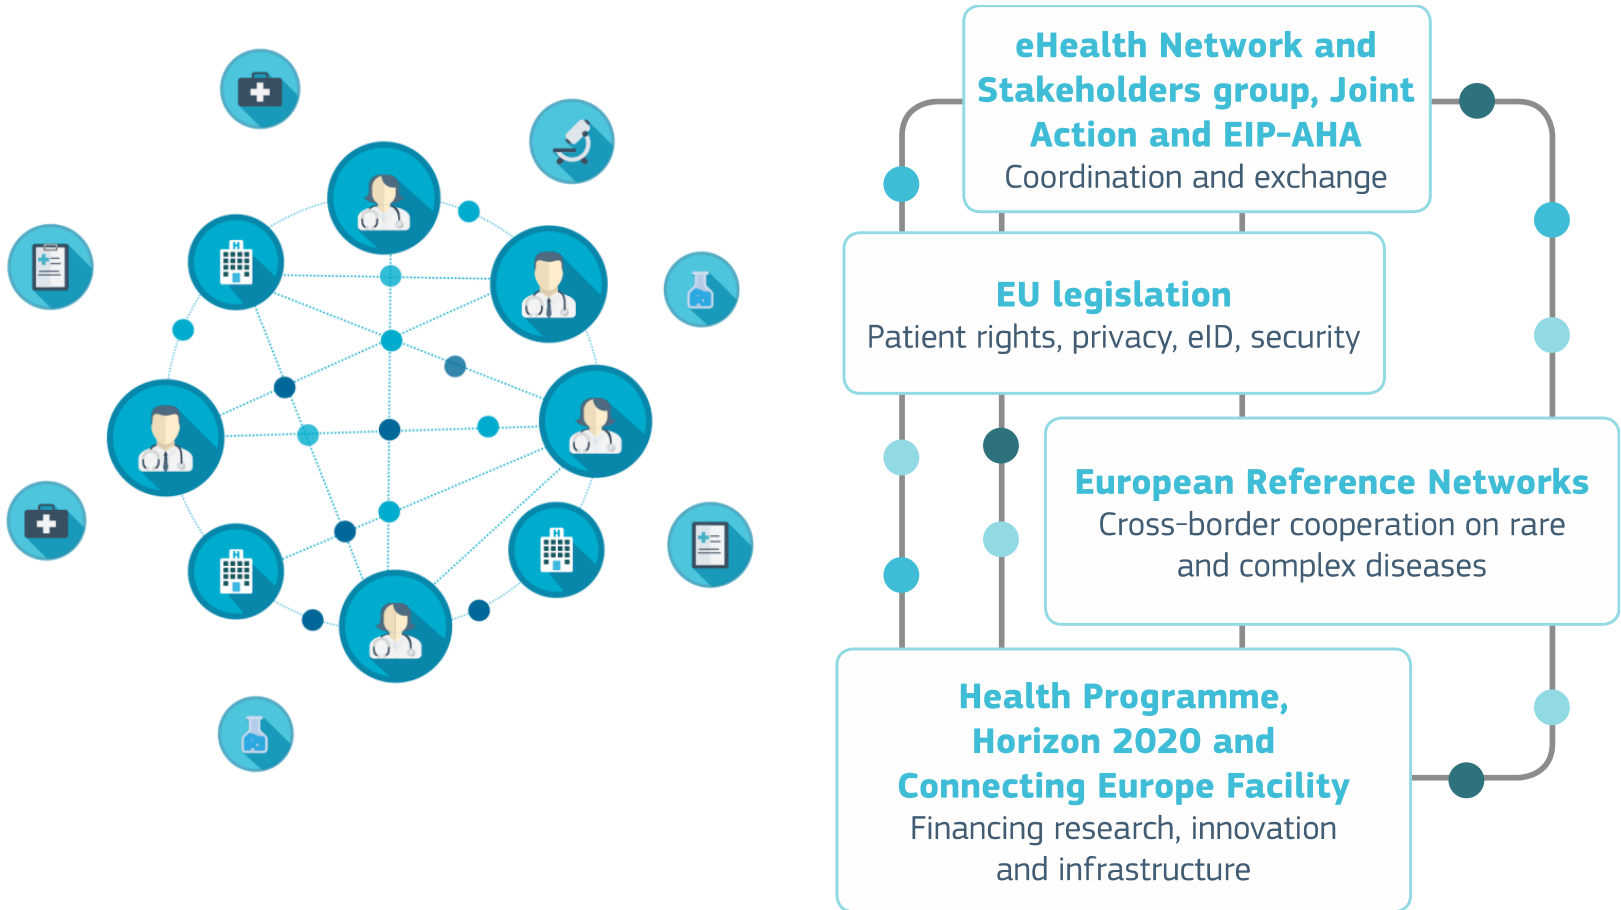 eHealth Network and
Stakeholders group, Joint
Action and EIP-AHA
Coordination and exchange
EU legislation
Patient rights, privacy, eID, security
European Reference Networks
Cross-border cooperation on rare
and complex diseases
Health Programme,
Horizon 2020 and
Connecting Europe Facility
Financing research, innovation
and infrastructure
H
H
H